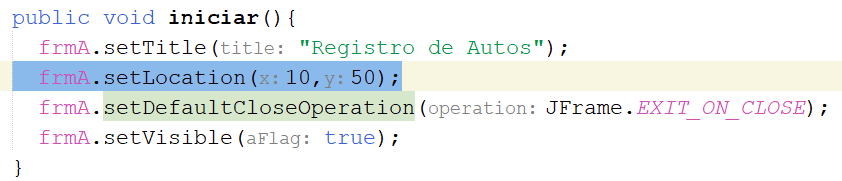 public void iniciar(){
frmA.setTitle(title: "Registro de Autos");
frmA.setLocation(x: 10,y: 50);
frmA.setDefaultCloseOperation(operation: JFrame.EXIT_ON_CLOSE);
frmA.setVisible(aFlag: true);
}